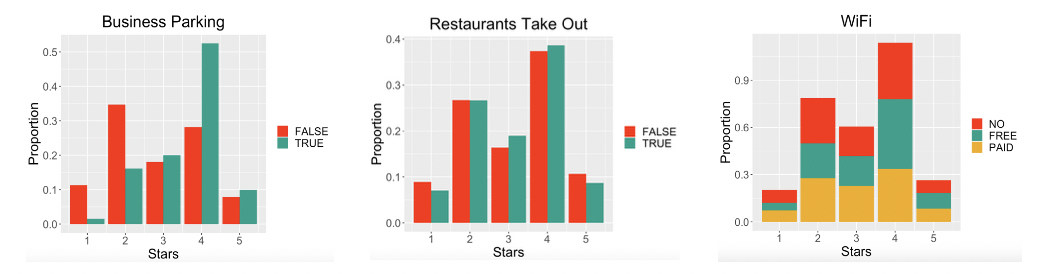 Business Parking
Proportion
0.5
0.4
0.3
0.2
0.1
0.0
1 2 3 4 5
Stars
FALSE
TRUE
Restaurants Take Out
Proportion
0.4
0.3
0.2
0.1
0.0
1 2 3 4 5
Stars
FALSE
TRUE
WiFi
Proportion
0.9
0.6
0.3
0.0
1 2 3 4 5
Stars
NO
FREE
PAID